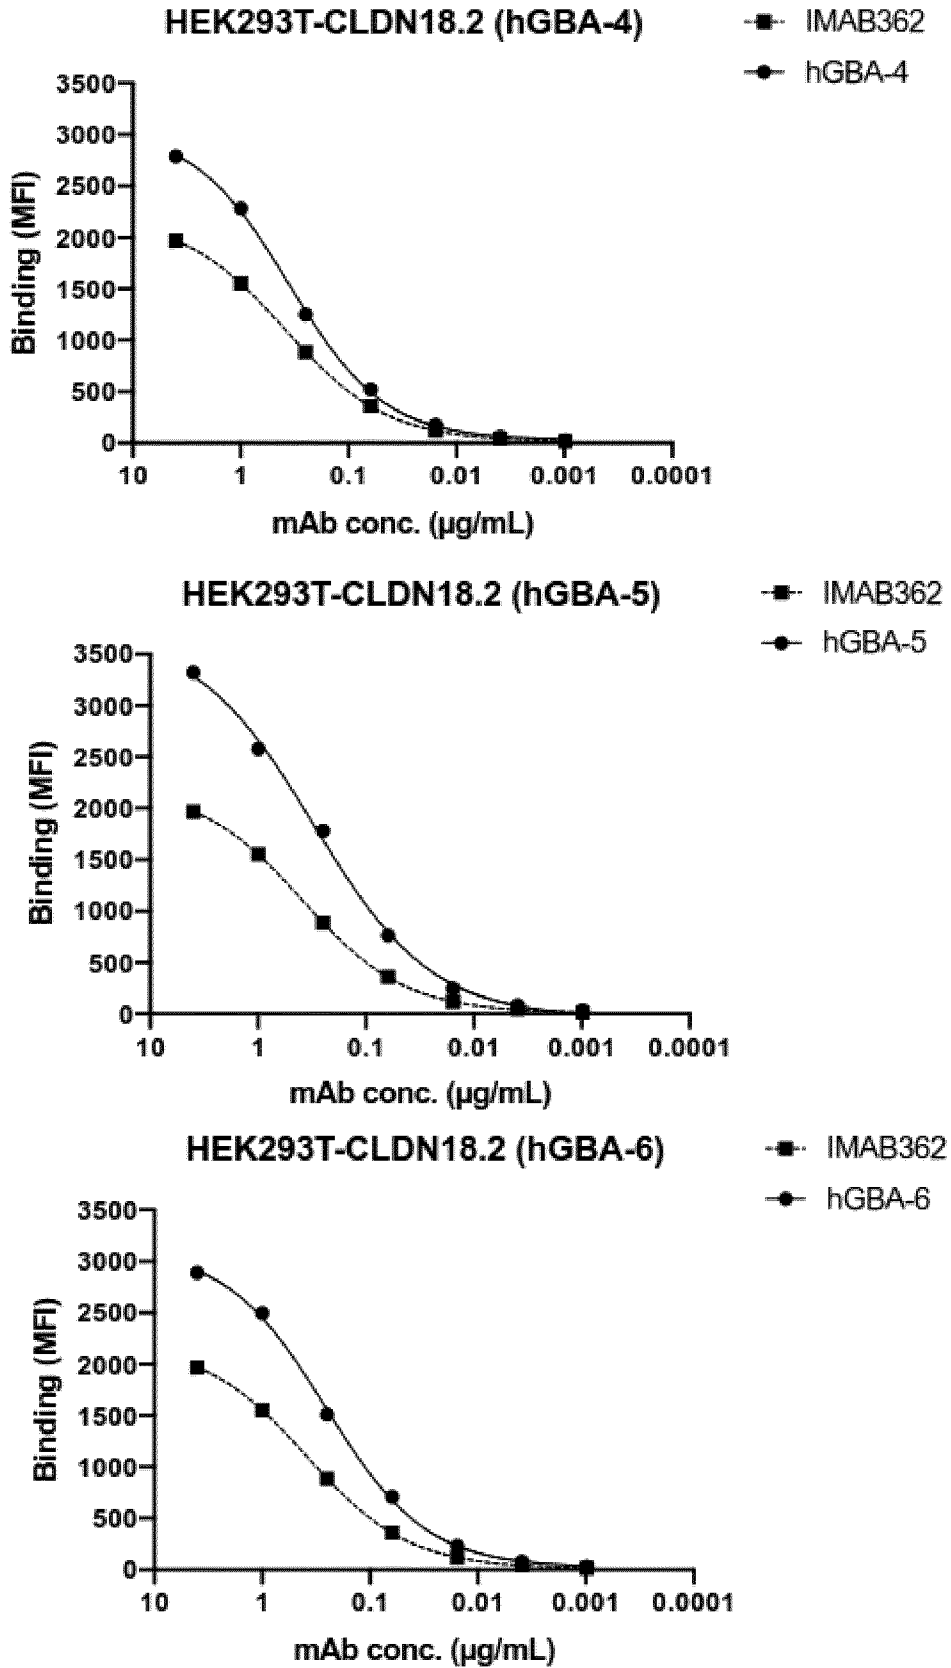 HEK293T-CLDN18.2 (hGBA-4)
IMAB362
hGBA-4
Binding (MFI)
3500
3000
2500
2000
1500
1000
500
0
10 1 0.1 0.01 0.001 0.0001
mAb conc. (µg/mL)
HEK293T-CLDN18.2 (hGBA-5)
IMAB362
hGBA-5
Binding (MFI)
3500
3000
2500
2000
1500
1000
500
0
10 1 0.1 0.01 0.001 0.0001
mAb conc. (µg/mL)
HEK293T-CLDN18.2 (hGBA-6)
IMAB362
hGBA-6
Binding (MFI)
3500
3000
2500
2000
1500
1000
500
0
10 1 0.1 0.01 0.001 0.0001
mAb conc. (µg/mL)